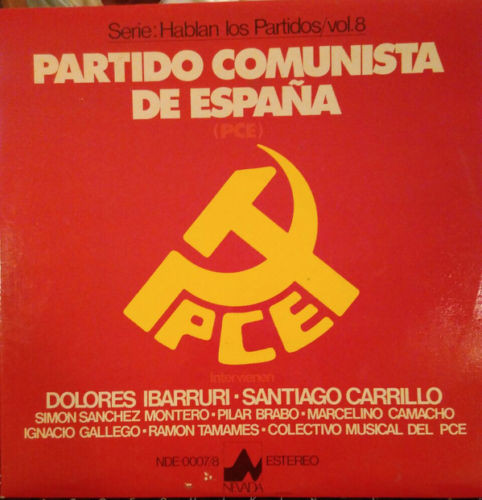 Serie: Hablan los Partidos/vol.8
PARTIDO COMUNISTA
DE ESPAÑA
(PCE)
PCE
Intervienen
DOLORES IBARRURI · SANTIAGO CARRILLO
SIMON SANCHEZ MONTERO · PILAR BRABO · MARCELINO CAMACHO
IGNACIO GALLEGO · RAMON TAMAMES · COLECTIVO MUSICAL DEL PCE
NDE·0007/8 ESTEREO
NEVADA